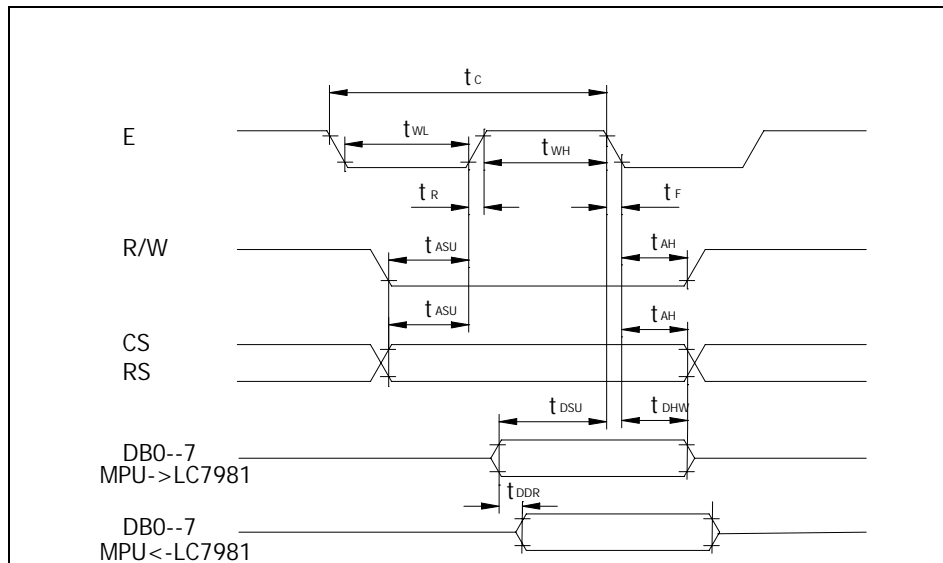 tC
E
tWL
tWH
tR
tF
R/W
tASU
tAH
tASU
tAH
CS
RS
tDSU
tDHW
DB0--7
MPU->LC7981
tDDR
DB0--7
MPU<-LC7981